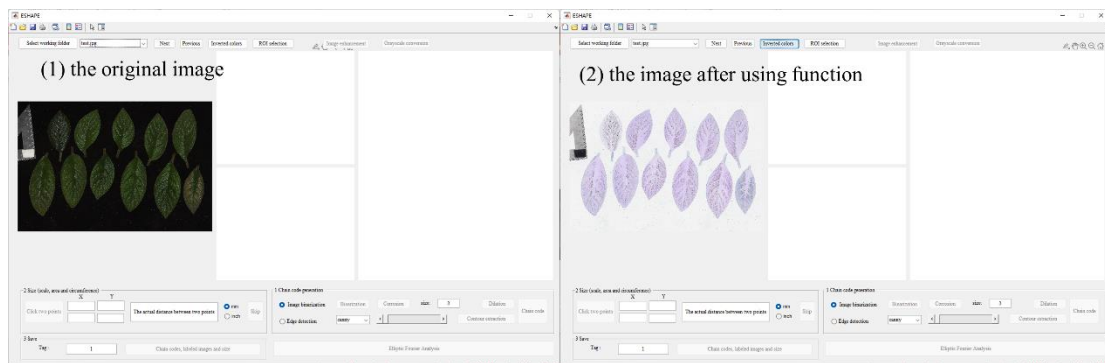 ESHAPE
Select working folder test.jpg Next Previous Inverted colors ROI selection Image enhancement Grayscale conversion
(1) the original image
2 Size (scale, area and circumference)
X Y
Click two points The actual distance between two points mm inch Skip
1 Chain code generation
Image binarization Binarization Corrosion size: 3 Dilation
Edge detection canny Contour extraction Chain code
3 Save
Tag : 1 Chain codes, labeled images and size Elliptic Fourier Analysis
ESHAPE
Select working folder test.jpg Next Previous Inverted colors ROI selection Image enhancement Grayscale conversion
(2) the image after using function
2 Size (scale, area and circumference)
X Y
Click two points The actual distance between two points mm inch Skip
1 Chain code generation
Image binarization Binarization Corrosion size: 3 Dilation
Edge detection canny Contour extraction Chain code
3 Save
Tag : 1 Chain codes, labeled images and size Elliptic Fourier Analysis